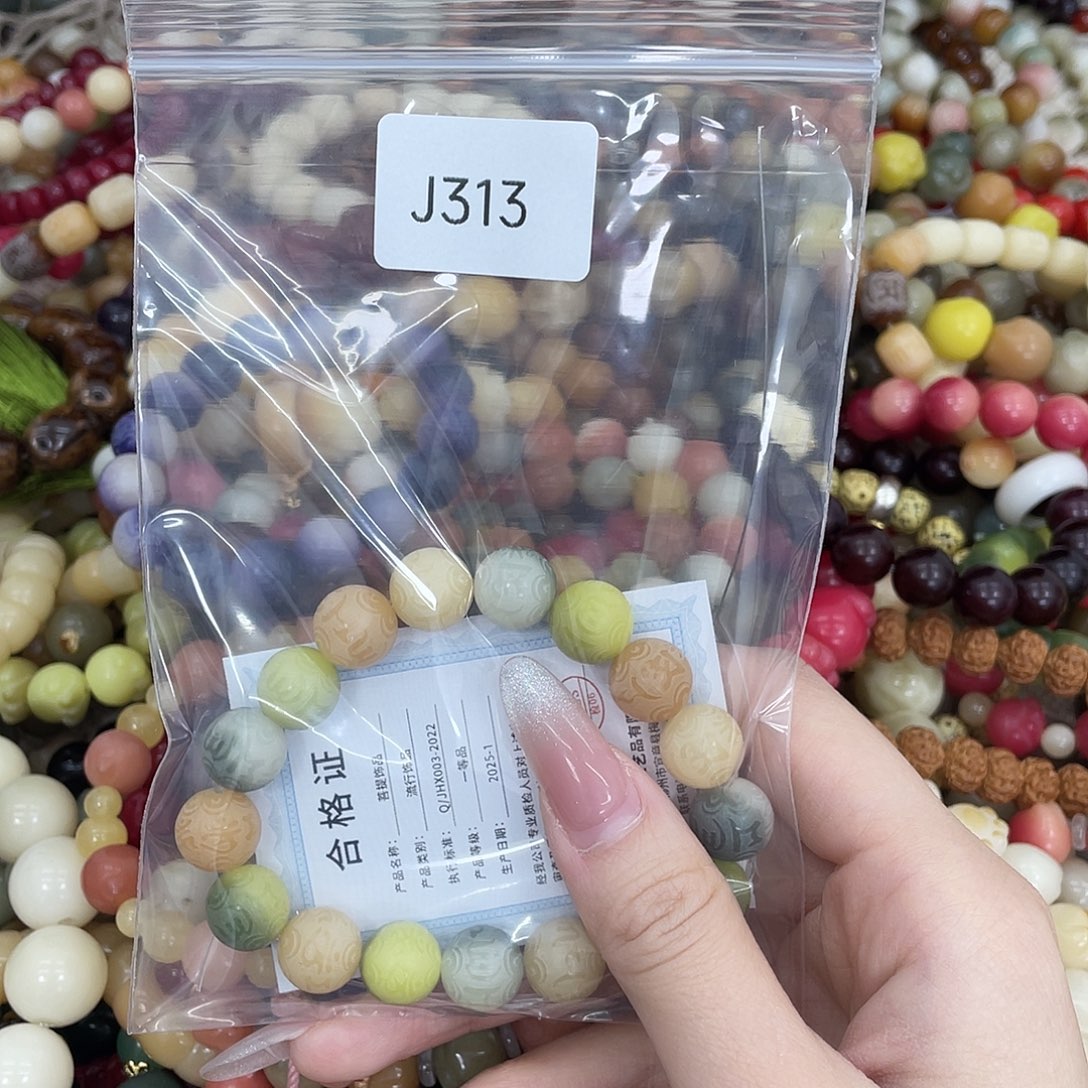 J313
合格证
产品名称：菩提饰品
产品类别：流行饰品
执行标准：Q/JHX003-2022
产品等级：一等品
生产日期：2025-1